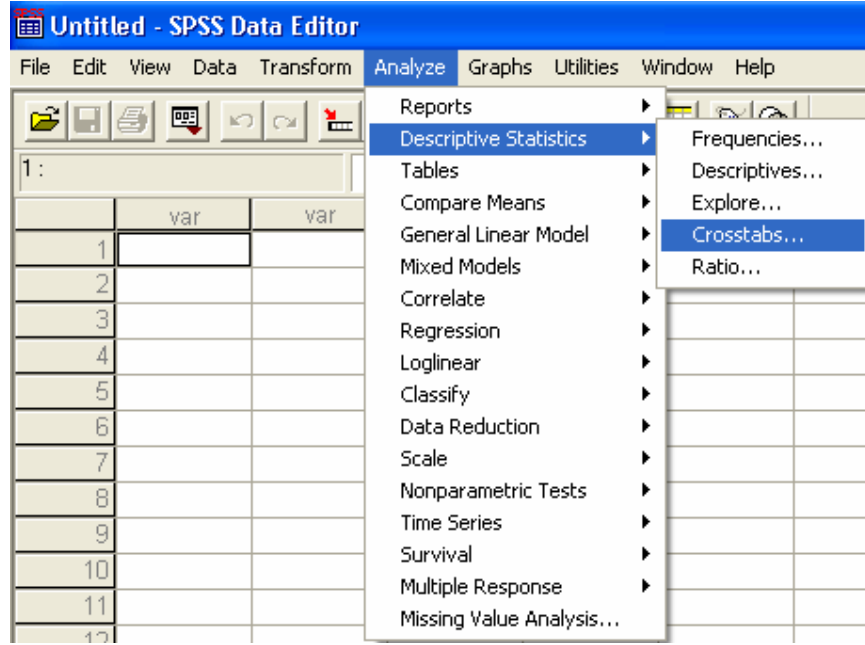 Untitled - SPSS Data Editor
File Edit View Data Transform Analyze Graphs Utilities Window Help
1 :
var var
1
2
3
4
5
6
7
8
9
10
11
12
Reports
Descriptive Statistics
Tables
Compare Means
General Linear Model
Mixed Models
Correlate
Regression
Loglinear
Classify
Data Reduction
Scale
Nonparametric Tests
Time Series
Survival
Multiple Response
Missing Value Analysis...
Frequencies...
Descriptives...
Explore...
Crosstabs...
Ratio...